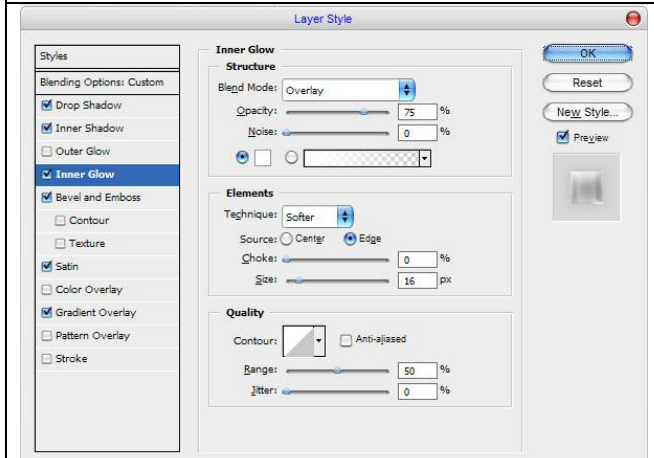 Layer Style
Styles
Blending Options: Custom
Drop Shadow
Inner Shadow
Outer Glow
Inner Glow
Bevel and Emboss
Contour
Texture
Satin
Color Overlay
Gradient Overlay
Pattern Overlay
Stroke
Inner Glow
Structure
Blend Mode: Overlay
Opacity: 75 %
Noise: 0 %
Elements
Technique: Softer
Source: Center Edge
Choke: 0 %
Size: 16 px
Quality
Contour: Anti-aliased
Range: 50 %
Jitter: 0 %
OK
Reset
New Style...
Preview